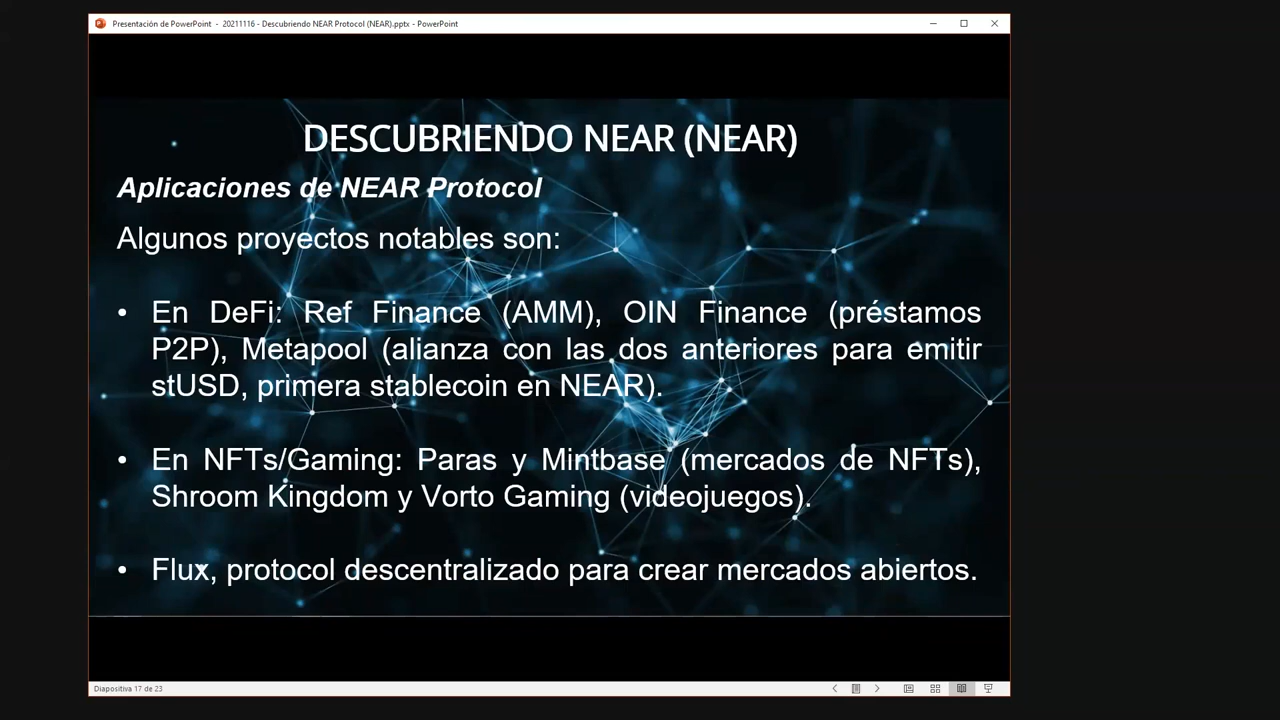 Presentación de PowerPoint - 20211116 - Descubriendo NEAR Protocol (NEAR).pptx - PowerPoint
DESCUBRIENDO NEAR (NEAR)
Aplicaciones de NEAR Protocol
Algunos proyectos notables son:
• En DeFi: Ref Finance (AMM), OIN Finance (préstamos
P2P), Metapool (alianza con las dos anteriores para emitir
stUSD, primera stablecoin en NEAR).
• En NFTs/Gaming: Paras y Mintbase (mercados de NFTs),
Shroom Kingdom y Vorto Gaming (videojuegos).
• Flux, protocol descentralizado para crear mercados abiertos.
Diapositiva 17 de 23